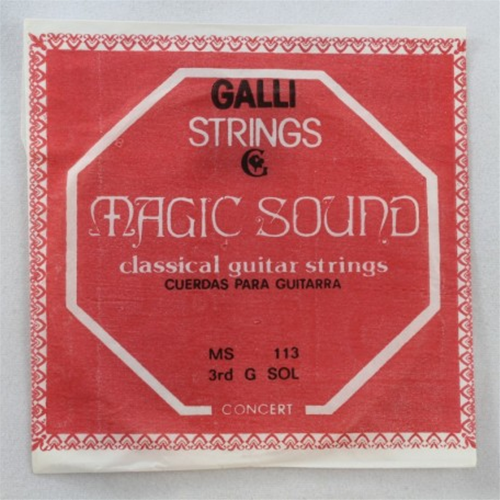 GALLI
STRINGS
G
MAGIC SOUND
classical guitar strings
CUERDAS PARA GUITARRA
MS 113
3rd G SOL
CONCERT